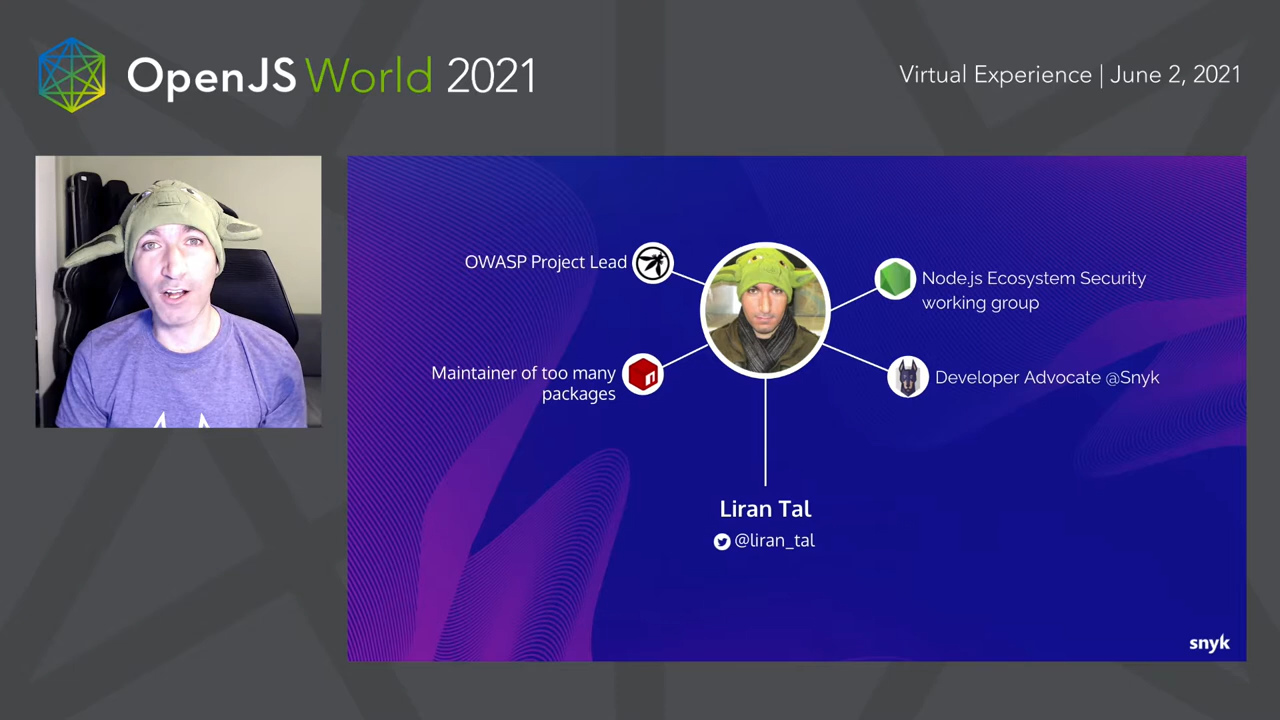 OpenJS World 2021
Virtual Experience | June 2, 2021
OWASP Project Lead
Node.js Ecosystem Security
working group
Maintainer of too many
packages
n
Developer Advocate @Snyk
Liran Tal
@liran_tal
snyk